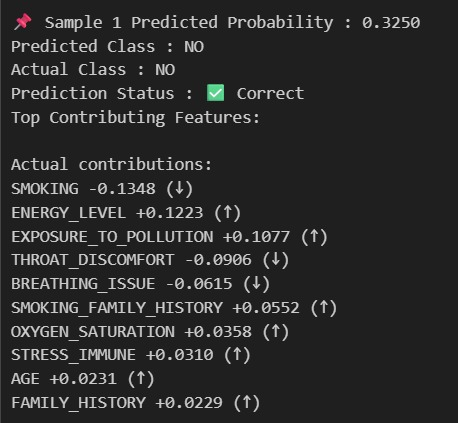 📌 Sample 1 Predicted Probability : 0.3250
Predicted Class : NO
Actual Class : NO
Prediction Status : ✅ Correct
Top Contributing Features:
Actual contributions:
SMOKING -0.1348 (↓)
ENERGY_LEVEL +0.1223 (↑)
EXPOSURE_TO_POLLUTION +0.1077 (↑)
THROAT_DISCOMFORT -0.0906 (↓)
BREATHING_ISSUE -0.0615 (↓)
SMOKING_FAMILY_HISTORY +0.0552 (↑)
OXYGEN_SATURATION +0.0358 (↑)
STRESS_IMMUNE +0.0310 (↑)
AGE +0.0231 (↑)
FAMILY_HISTORY +0.0229 (↑)